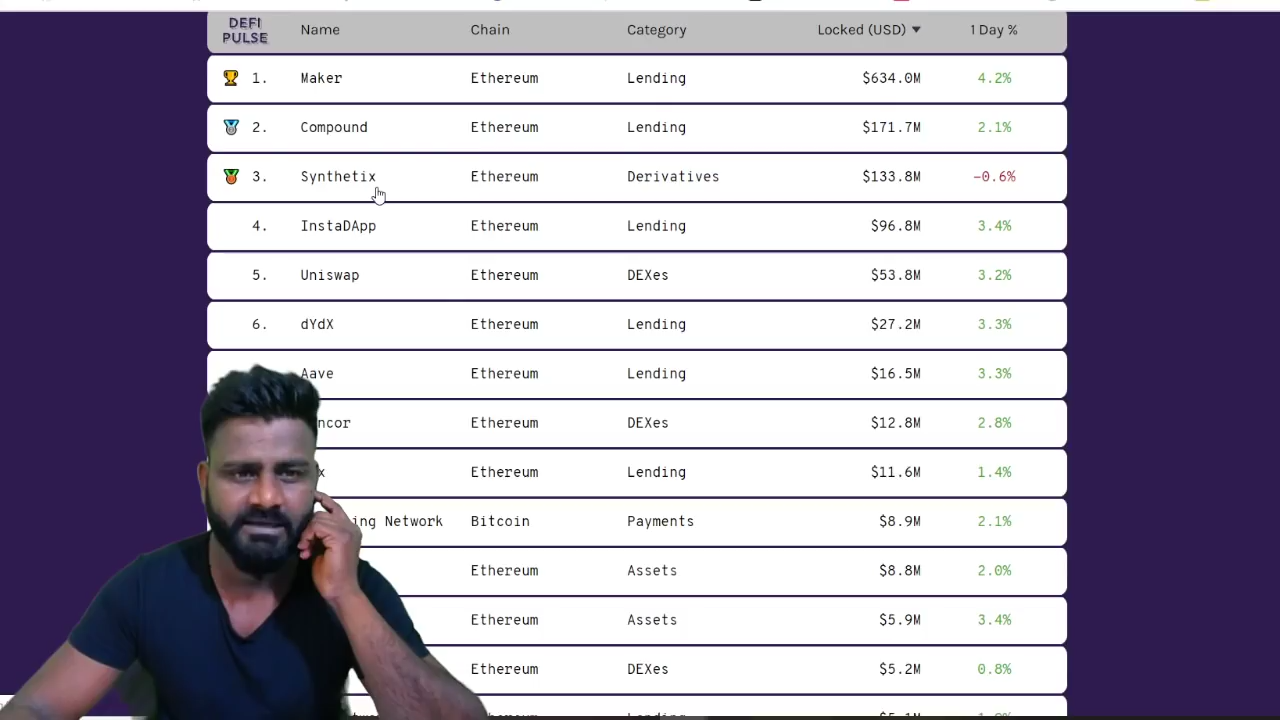 DEFI PULSE Name Chain Category Locked (USD) ▼ 1 Day %
1. Maker Ethereum Lending $634.0M 4.2%
2. Compound Ethereum Lending $171.7M 2.1%
3. Synthetix Ethereum Derivatives $133.8M -0.6%
4. InstaDApp Ethereum Lending $96.8M 3.4%
5. Uniswap Ethereum DEXes $53.8M 3.2%
6. dYdX Ethereum Lending $27.2M 3.3%
Aave Ethereum Lending $16.5M 3.3%
Ethereum DEXes $12.8M 2.8%
Ethereum Lending $11.6M 1.4%
Network Bitcoin Payments $8.9M 2.1%
Ethereum Assets $8.8M 2.0%
Ethereum Assets $5.9M 3.4%
Ethereum DEXes $5.2M 0.8%